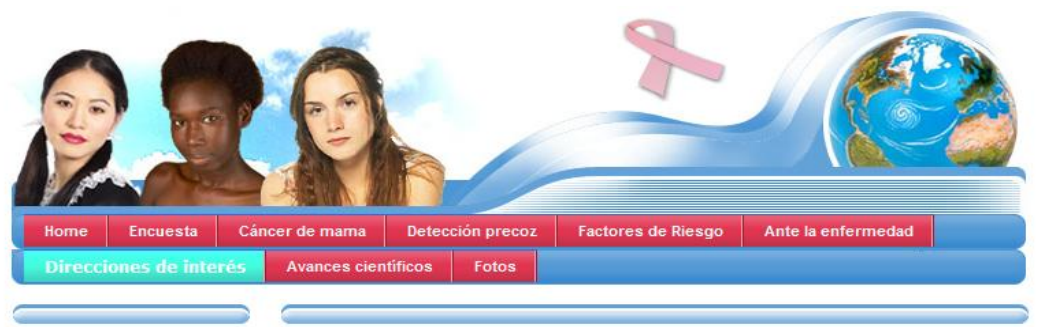 Home Encuesta Cáncer de mama Detección precoz Factores de Riesgo Ante la enfermedad
Direcciones de interés Avances científicos Fotos